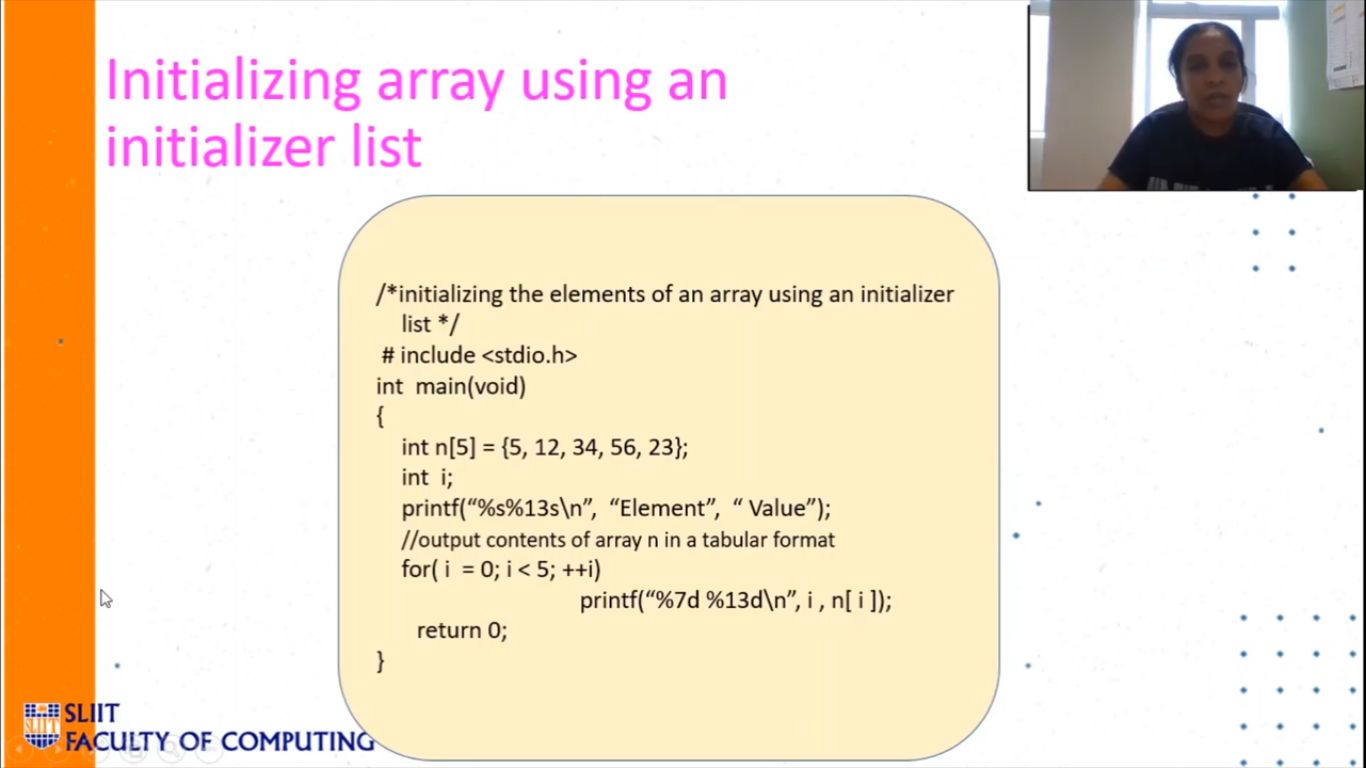 Initializing array using an
initializer list
/*initializing the elements of an array using an initializer
list */
# include <stdio.h>
int  main(void)
{
int n[5] = {5, 12, 34, 56, 23};
int  i;
printf(“%s%13s\n”,  “Element”,  “ Value”);
//output contents of array n in a tabular format
for( i  = 0; i < 5; ++i)
printf(“%7d %13d\n”, i , n[ i ]);
return 0;
}
SLIIT
SLIIT
FACULTY OF COMPUTING